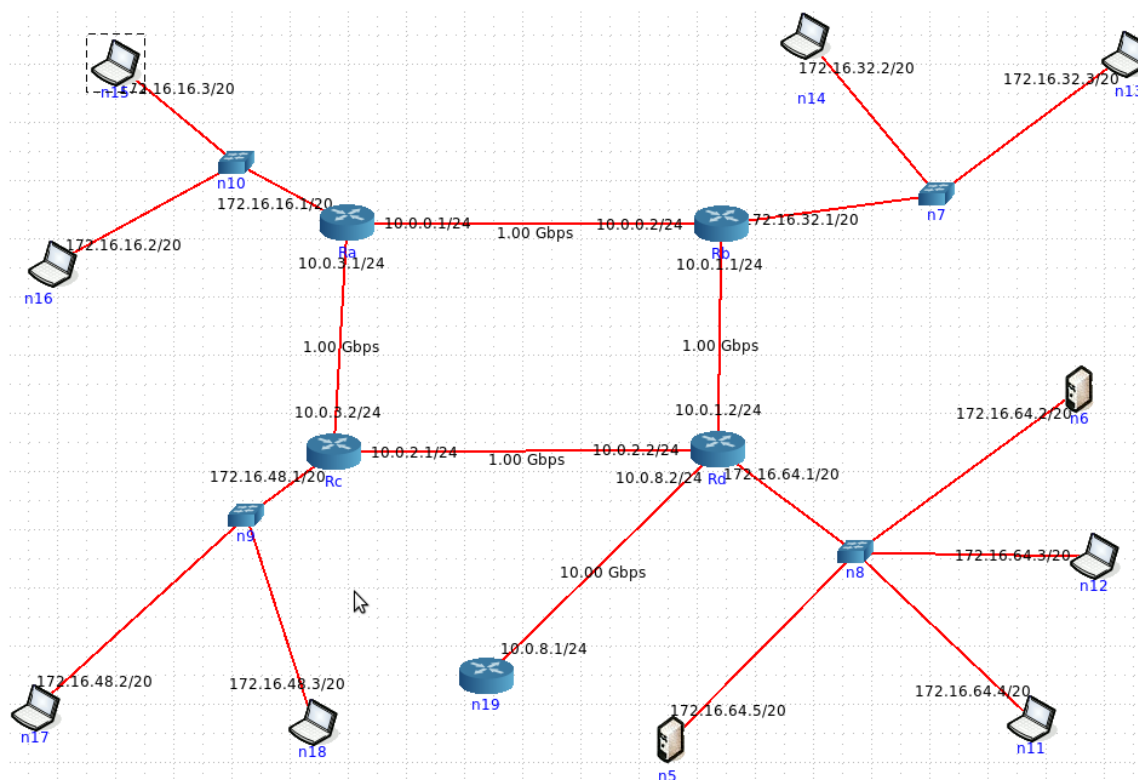 172.16.16.3/20
n15
172.16.32.2/20
n14
172.16.32.3/20
n13
n10
172.16.16.1/20
172.16.16.2/20
n16
10.0.0.1/24
Ra
10.0.3.1/24
1.00 Gbps
10.0.0.2/24
172.16.32.1/20
Rb
10.0.1.1/24
n7
1.00 Gbps
1.00 Gbps
10.0.3.2/24
10.0.1.2/24
172.16.64.2/20
n6
10.0.2.1/24
1.00 Gbps
10.0.2.2/24
172.16.48.1/20
Rc
10.0.8.2/24
Rd
172.16.64.1/20
n9
n8
172.16.64.3/20
n12
10.00 Gbps
10.0.8.1/24
n19
172.16.48.2/20
n17
172.16.48.3/20
n18
172.16.64.5/20
n5
172.16.64.4/20
n11